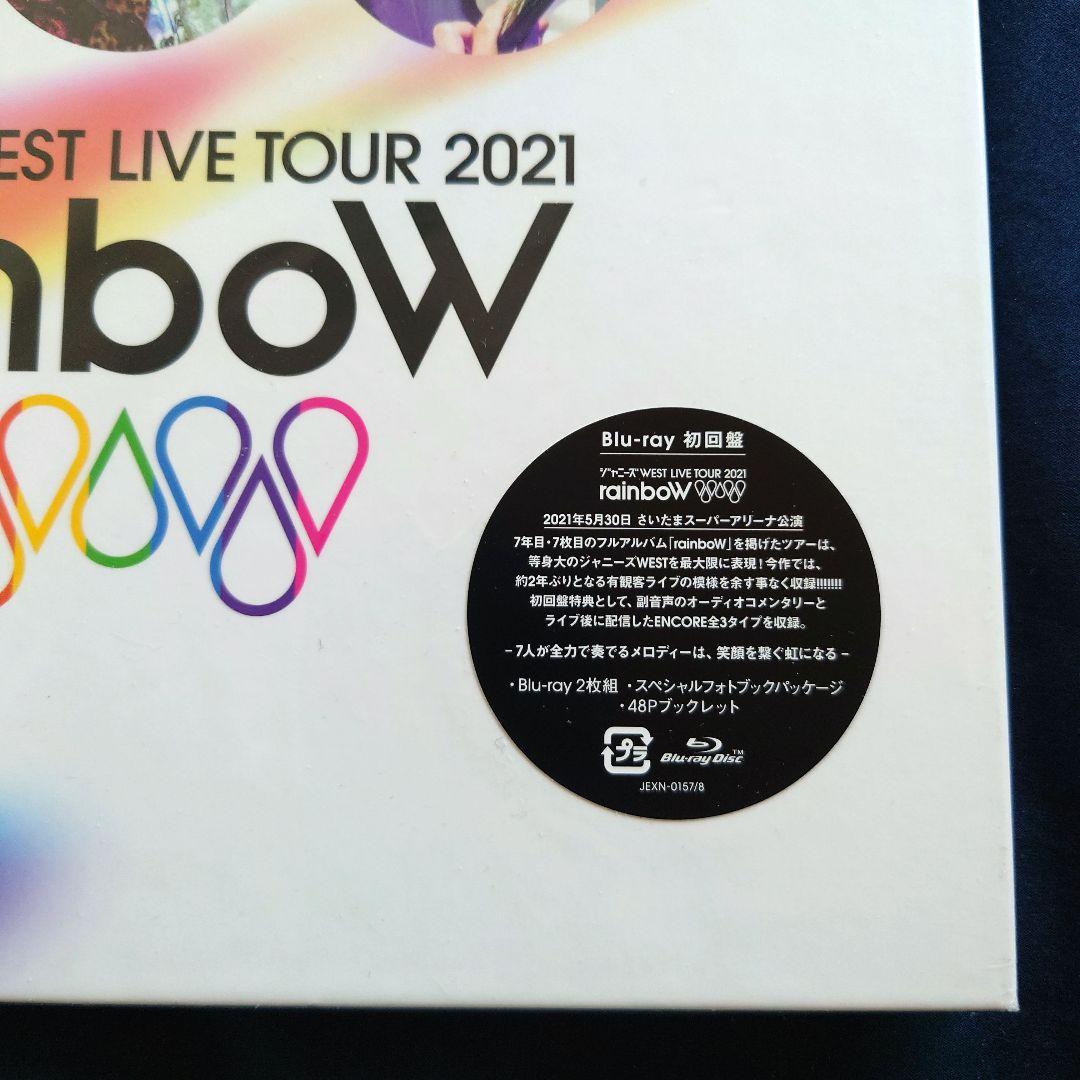 EST LIVE TOUR 2021
nboW
Blu-ray 初回盤
ジャニーズWEST LIVE TOUR 2021
rainboW
2021年5月30日 さいたまスーパーアリーナ公演
7年目・7枚目のフルアルバム「rainboW」を掲げたツアーは、
等身大のジャニーズWESTを最大限に表現!今作では、
約2年ぶりとなる有観客ライブの模様を余す事なく収録!!!!!!!
初回盤特典として、副音声のオーディオコメンタリーと
ライブ後に配信したENCORE全3タイプを収録。
– 7人が全力で奏でるメロディーは、笑顔を繋ぐ虹になる –
・Blu-ray 2枚組 ・スペシャルフォトブックパッケージ
・48Pブックレット
プラ
Blu-ray Disc™
JEXN-0157/8